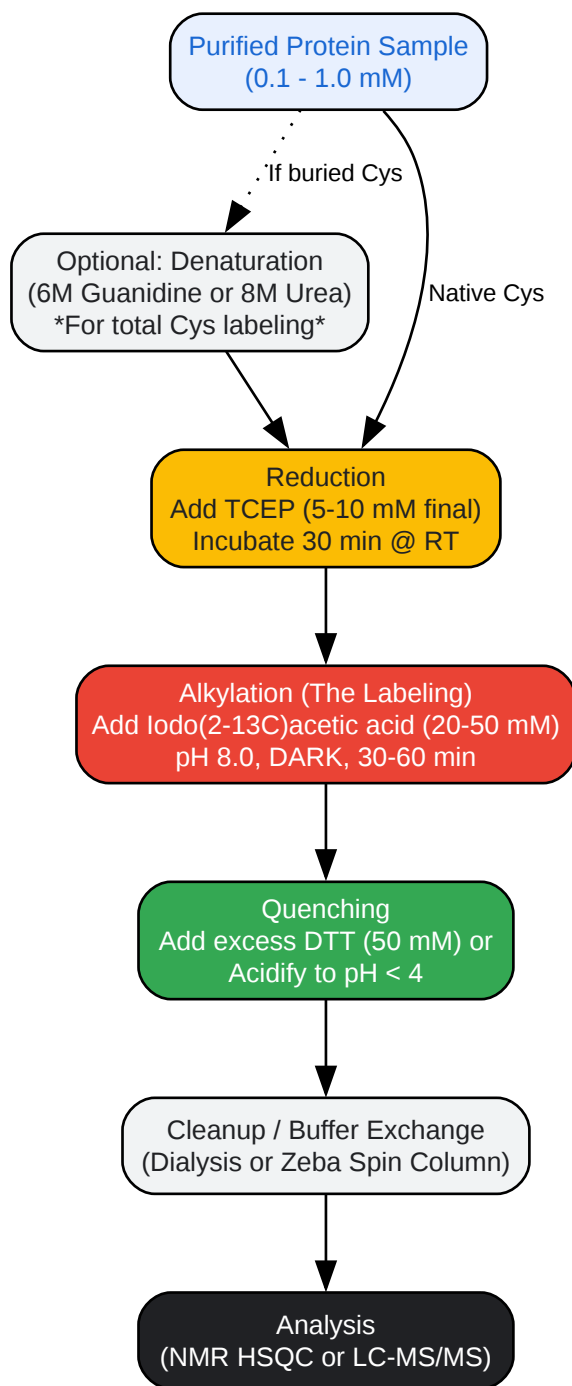 Purified Protein Sample
(0.1 - 1.0 mM)
If buried Cys
Optional: Denaturation
(6M Guanidine or 8M Urea)
*For total Cys labeling*
Native Cys
Reduction
Add TCEP (5-10 mM final)
Incubate 30 min @ RT
Alkylation (The Labeling)
Add Iodo(2-13C)acetic acid (20-50 mM)
pH 8.0, DARK, 30-60 min
Quenching
Add excess DTT (50 mM) or
Acidify to pH < 4
Cleanup / Buffer Exchange
(Dialysis or Zeba Spin Column)
Analysis
(NMR HSQC or LC-MS/MS)